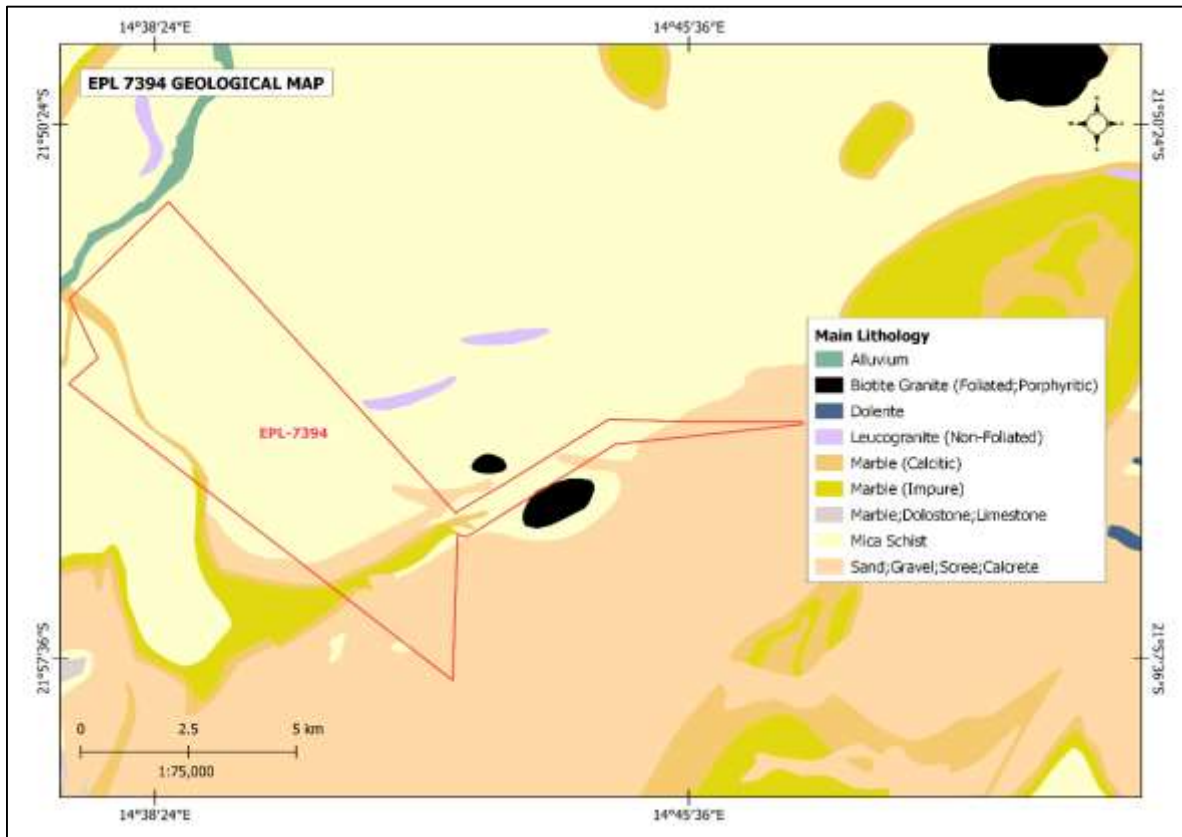 14°38'24"E
14°45'36"E
EPL 7394 GEOLOGICAL MAP
21°50'24"S
21°50'24"S
Main Lithology
Alluvium
Biotite Granite (Foliated;Porphyritic)
Dolerite
Leucogranite (Non-Foliated)
Marble (Calcitic)
Marble (Impure)
Marble;Dolostone;Limestone
Mica Schist
Sand;Gravel;Scree;Calcrete
EPL-7394
21°57'36"S
21°57'36"S
0 2.5 5 km
1:75,000
14°38'24"E
14°45'36"E